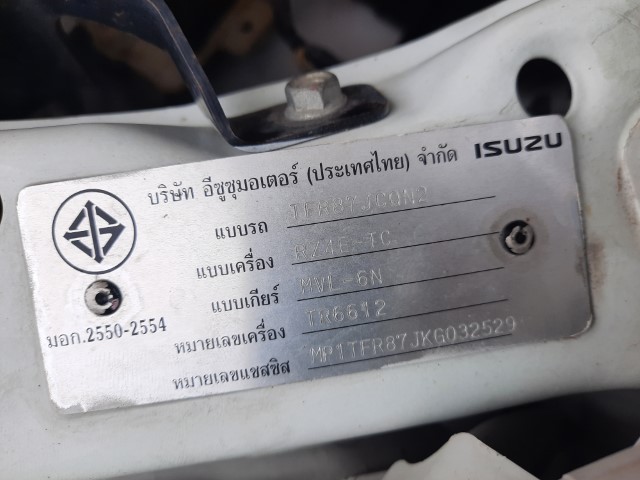 บริษัท อีซูซุมอเตอร์ (ประเทศไทย) จำกัด ISUZU
แบบรถ TFR87JCQN2
แบบเครื่อง RZ4E-TC
แบบเกียร์ MVL-6N
มอก.2550-2554
หมายเลขเครื่อง TR6612
หมายเลขแชสซิส MP1TFR87JKG032529